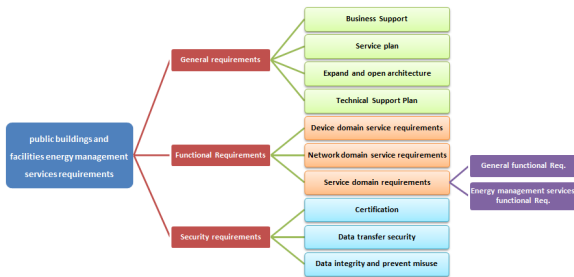 public buildings and
facilities energy management
services requirements
General requirements
Business Support
Service plan
Expand and open architecture
Technical Support Plan
Functional Requirements
Device domain service requirements
Network domain service requirements
Service domain requirements
General functional Req.
Energy management services
functional Req.
Security requirements
Certification
Data transfer security
Data integrity and prevent misuse